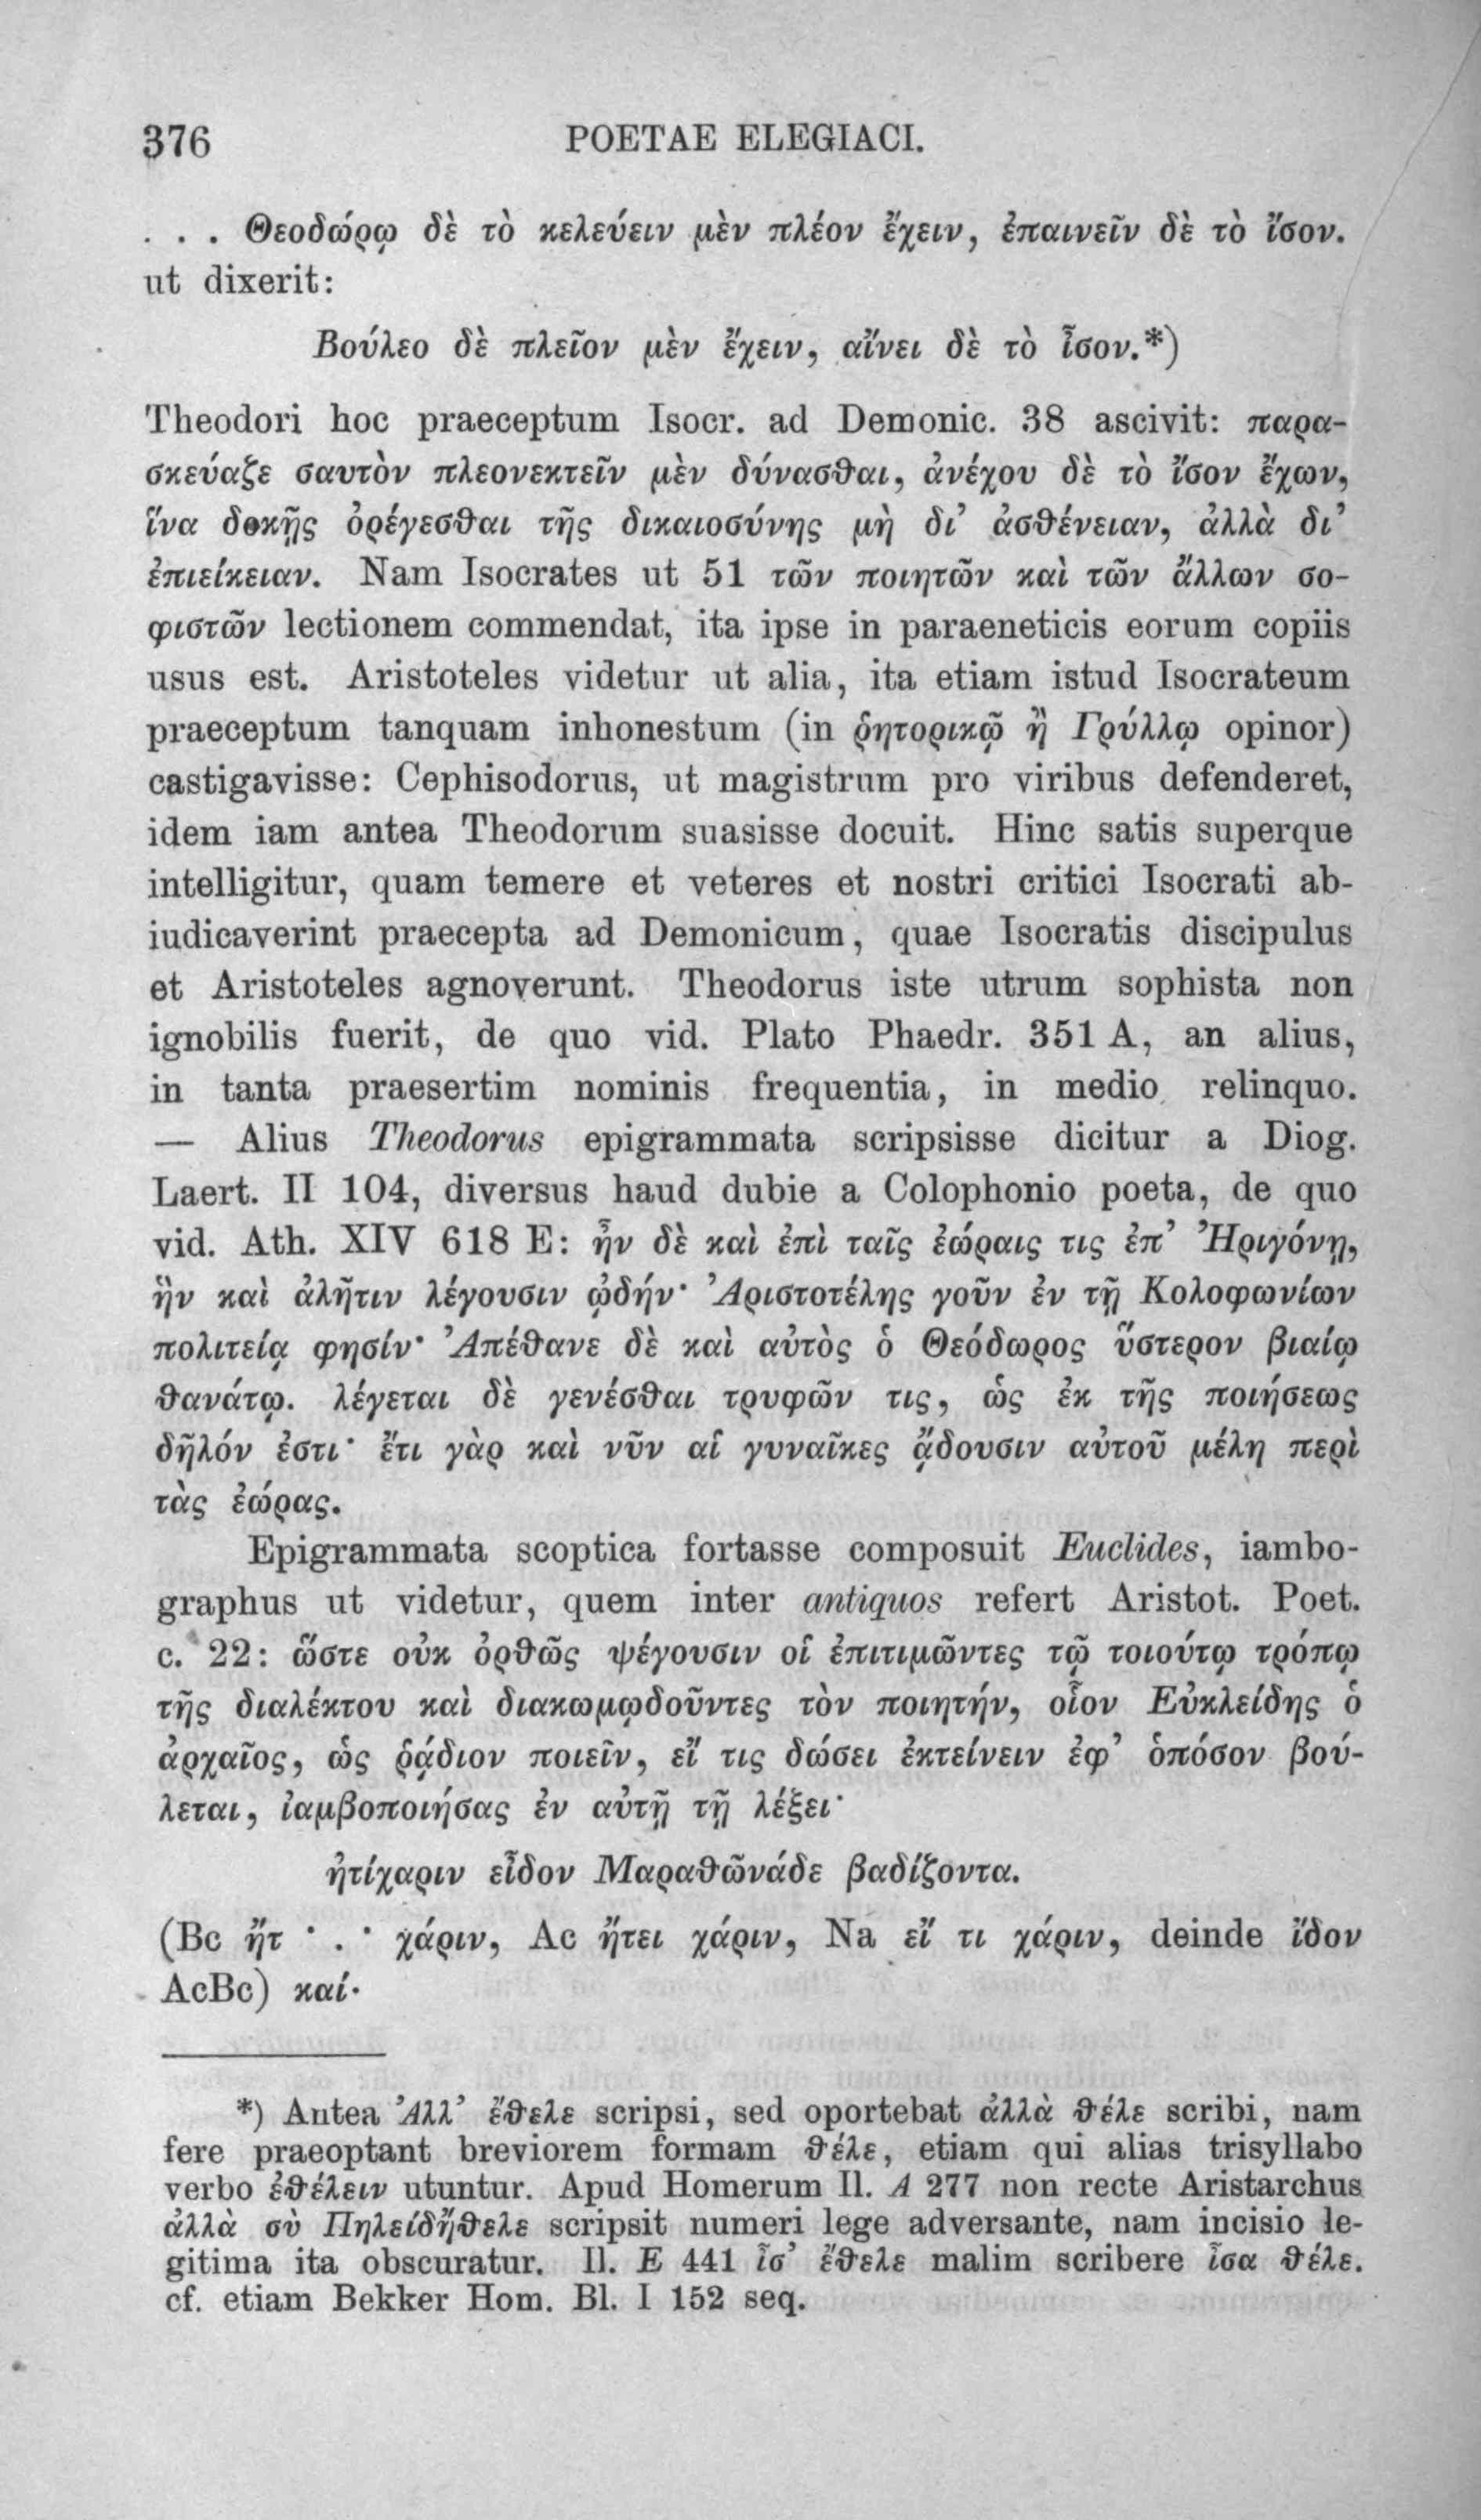 376 POETAE ELEGIACI.
. . . Θεοδώρῳ δὲ τὸ κελεύειν μὲν πλέον ἔχειν, ἐπαινεῖν δὲ τὸ ἴσον.
ut dixerit:
Βούλεο δὲ πλεῖον μὲν ἔχειν, αἴνει δὲ τὸ ἶσον.*)
Theodori hoc praeceptum Isocr. ad Demonic. 38 ascivit: παρα-
σκεύαζε σαυτὸν πλεονεκτεῖν μὲν δύνασθαι, ἀνέχου δὲ τὸ ἴσον ἔχων,
ἵνα δοκῇς ὀρέγεσθαι τῆς δικαιοσύνης μὴ δι’ ἀσθένειαν, ἀλλὰ δι’
ἐπιείκειαν. Nam Isocrates ut 51 τῶν ποιητῶν καὶ τῶν ἄλλων σο-
φιστῶν lectionem commendat, ita ipse in paraeneticis eorum copiis
usus est. Aristoteles videtur ut alia, ita etiam istud Isocrateum
praeceptum tanquam inhonestum (in ῥητορικῷ ἢ Γρύλλῳ opinor)
castigavisse: Cephisodorus, ut magistrum pro viribus defenderet,
idem iam antea Theodorum suasisse docuit. Hinc satis superque
intelligitur, quam temere et veteres et nostri critici Isocrati ab-
iudicaverint praecepta ad Demonicum, quae Isocratis discipulus
et Aristoteles agnoverunt. Theodorus iste utrum sophista non
ignobilis fuerit, de quo vid. Plato Phaedr. 351 A, an alius,
in tanta praesertim nominis frequentia, in medio relinquo.
— Alius Theodorus epigrammata scripsisse dicitur a Diog.
Laert. II 104, diversus haud dubie a Colophonio poeta, de quo
vid. Ath. XIV 618 E: ἦν δὲ καὶ ἐπὶ ταῖς ἐώραις τις ἐπ’ Ἠριγόνῃ,
ἣν καὶ ἀλῆτιν λέγουσιν ᾠδήν· Ἀριστοτέλης γοῦν ἐν τῇ Κολοφωνίων
πολιτείᾳ φησίν· Ἀπέθανε δὲ καὶ αὐτὸς ὁ Θεόδωρος ὕστερον βιαίῳ
θανάτῳ. λέγεται δὲ γενέσθαι τρυφῶν τις, ὡς ἐκ τῆς ποιήσεως
δῆλόν ἐστι· ἔτι γὰρ καὶ νῦν αἱ γυναῖκες ᾄδουσιν αὐτοῦ μέλη περὶ
τὰς ἐώρας.
Epigrammata scoptica fortasse composuit Euclides, iambo-
graphus ut videtur, quem inter antiquos refert Aristot. Poet.
c. 22: ὥστε οὐκ ὀρθῶς ψέγουσιν οἱ ἐπιτιμῶντες τῷ τοιούτῳ τρόπῳ
τῆς διαλέκτου καὶ διακωμῳδοῦντες τὸν ποιητήν, οἷον Εὐκλείδης ὁ
ἀρχαῖος, ὡς ῥᾴδιον ποιεῖν, εἴ τις δώσει ἐκτείνειν ἐφ’ ὁπόσον βού-
λεται, ἰαμβοποιήσας ἐν αὐτῇ τῇ λέξει·
ἠτίχαριν εἶδον Μαραθῶνάδε βαδίζοντα.
(Bc ἤτ · . · χάριν, Ac ἤτει χάριν, Na εἴ τι χάριν, deinde ἴδον
AcBc) καί·
*) Antea Ἀλλ’ ἔθελε scripsi, sed oportebat ἀλλὰ θέλε scribi, nam
fere praeoptant breviorem formam θέλε, etiam qui alias trisyllabo
verbo ἐθέλειν utuntur. Apud Homerum Il. Α 277 non recte Aristarchus
ἀλλὰ σὺ Πηλείδἤθελε scripsit numeri lege adversante, nam incisio le-
gitima ita obscuratur. Il. E 441 ἶσ’ ἔθελε malim scribere ἶσα θέλε.
cf. etiam Bekker Hom. Bl. I 152 seq.